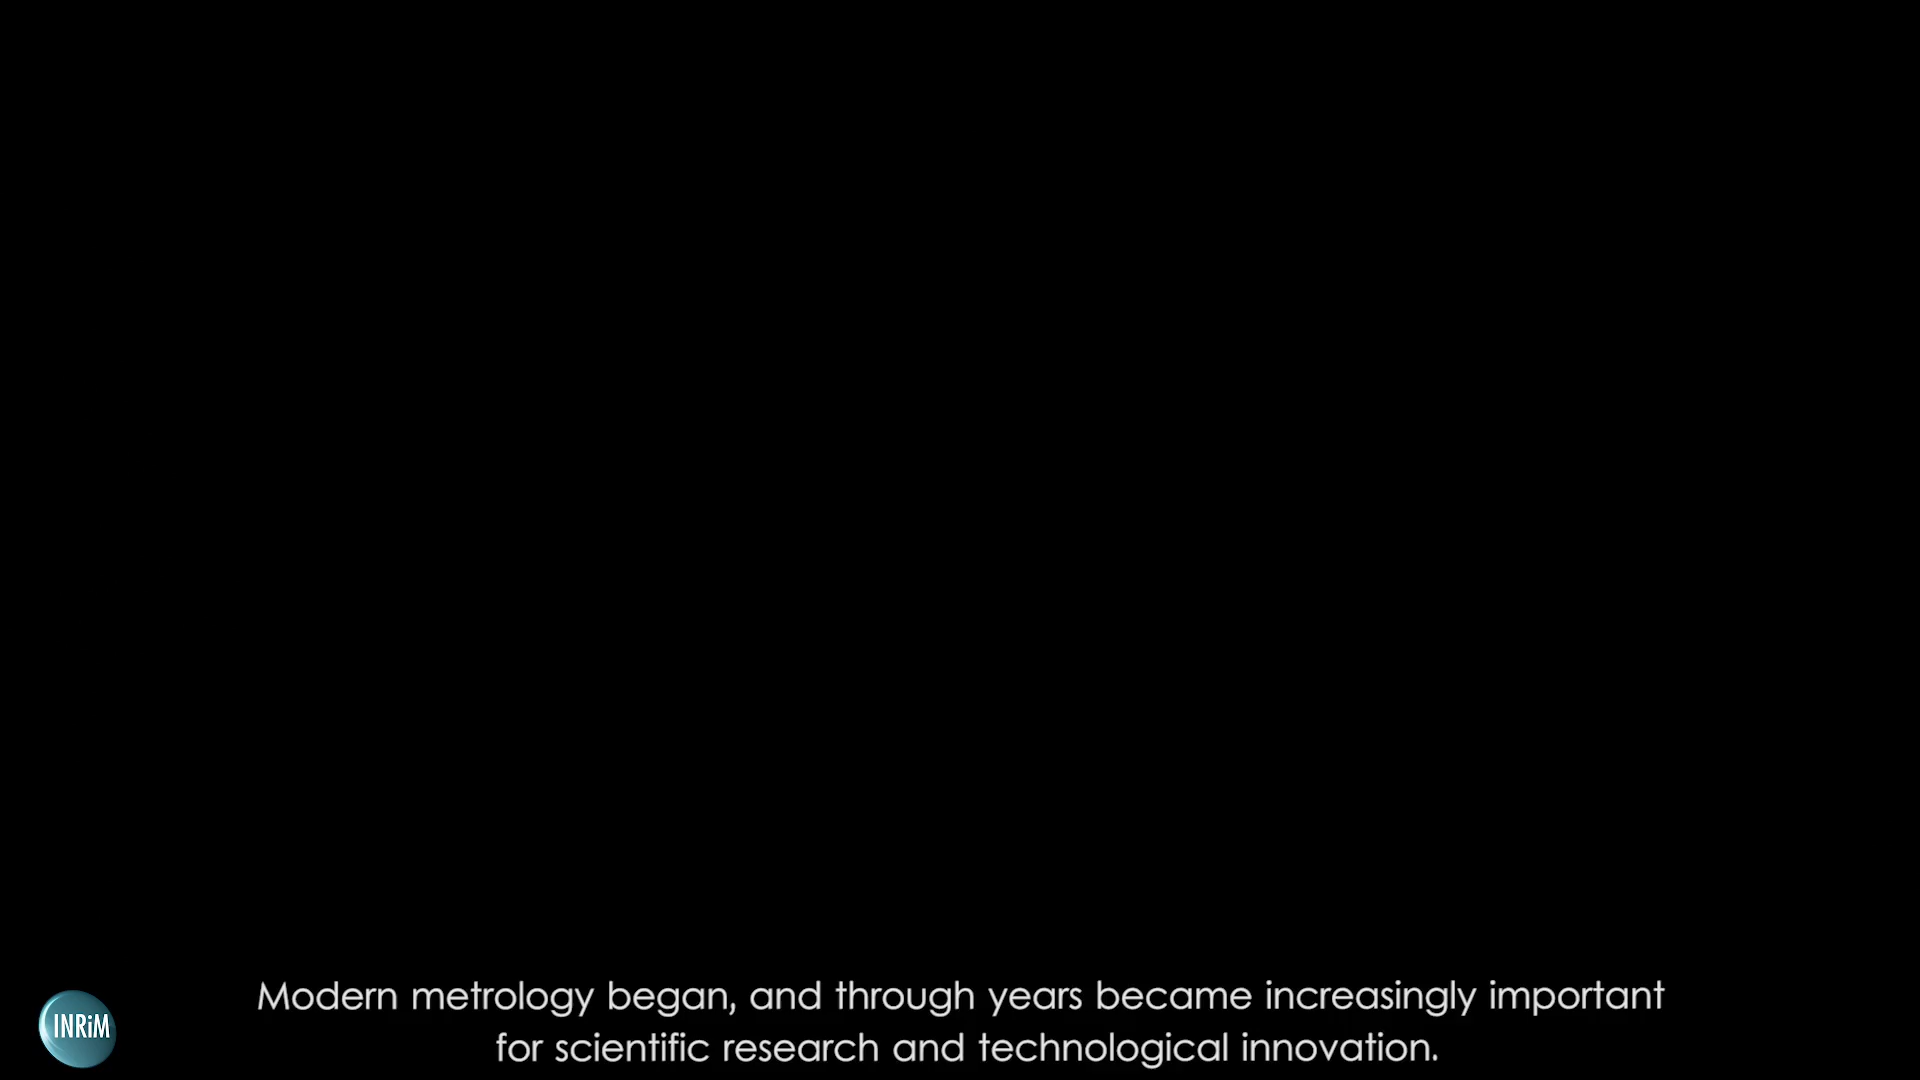 Modern metrology began, and through years became increasingly important
for scientific research and technological innovation.
INRiM